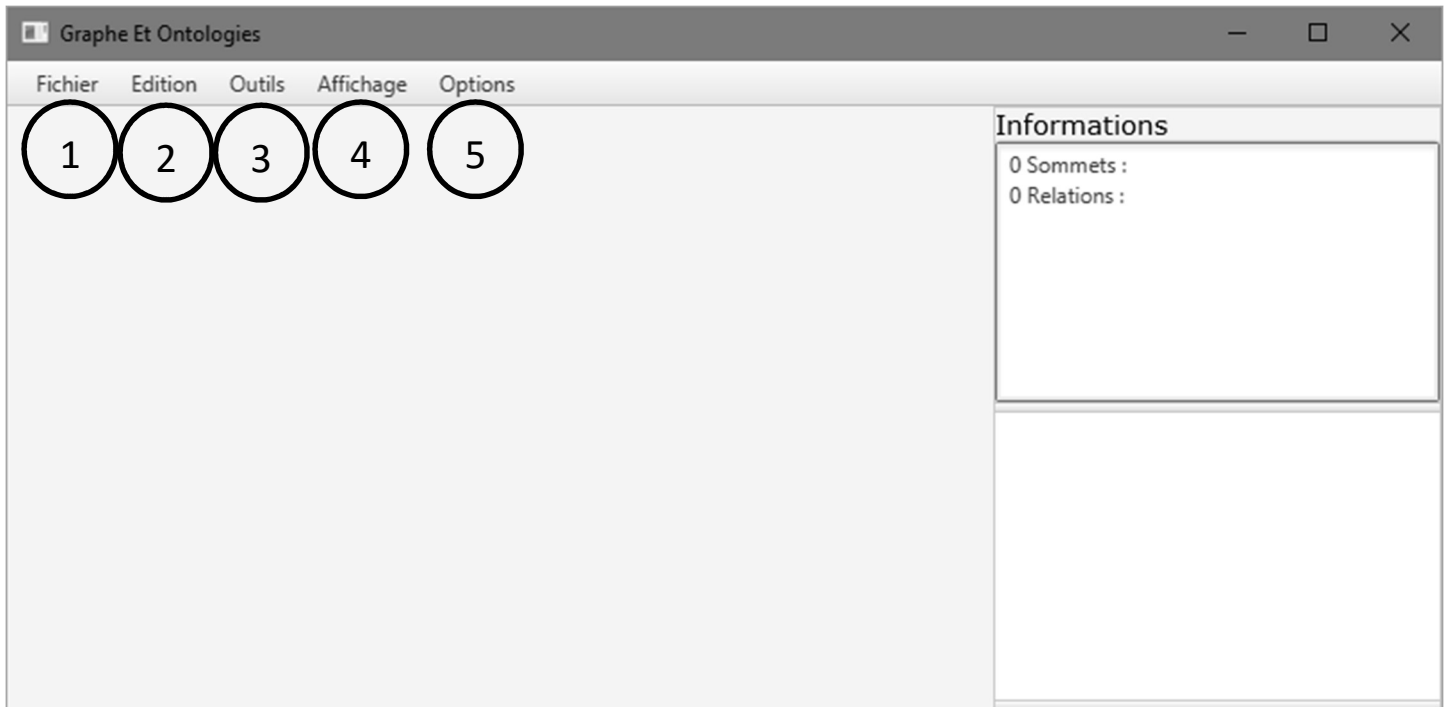 Graphe Et Ontologies
Fichier Edition Outils Affichage Options
1 2 3 4 5
Informations
0 Sommets :
0 Relations :